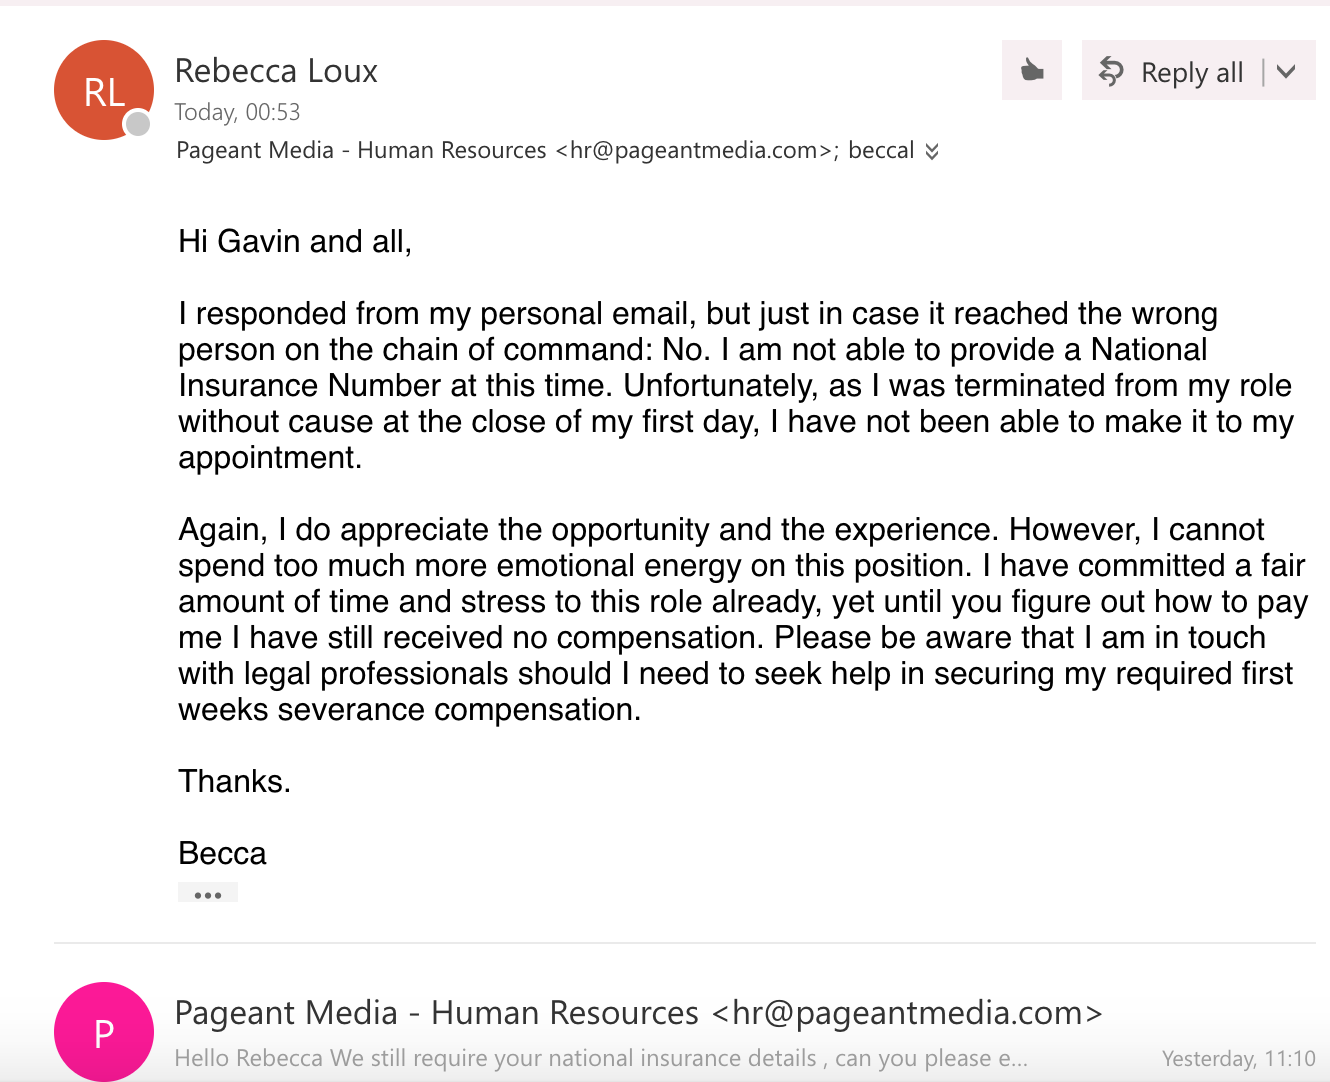 RL
Rebecca Loux
Reply all
Today, 00:53
Pageant Media - Human Resources <hr@pageantmedia.com>; beccal
Hi Gavin and all,
I responded from my personal email, but just in case it reached the wrong
person on the chain of command: No. I am not able to provide a National
Insurance Number at this time. Unfortunately, as I was terminated from my role
without cause at the close of my first day, I have not been able to make it to my
appointment.
Again, I do appreciate the opportunity and the experience. However, I cannot
spend too much more emotional energy on this position. I have committed a fair
amount of time and stress to this role already, yet until you figure out how to pay
me I have still received no compensation. Please be aware that I am in touch
with legal professionals should I need to seek help in securing my required first
weeks severance compensation.
Thanks.
Becca
•••
P
Pageant Media - Human Resources <hr@pageantmedia.com>
Hello Rebecca We still require your national insurance details , can you please e...
Yesterday, 11:10